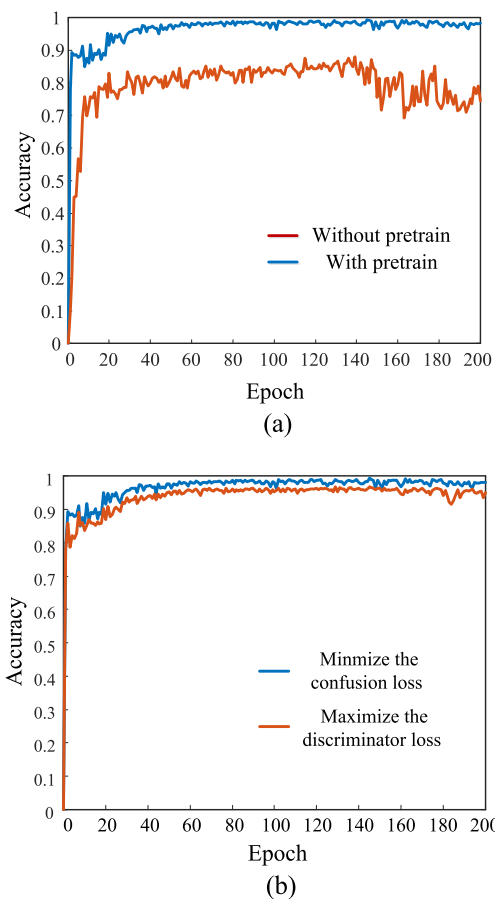 1
0.9
0.8
0.7
0.6
0.5
0.4
0.3
0.2
0.1
0
Accuracy
Without pretrain
With pretrain
0 20 40 60 80 100 120 140 160 180 200
Epoch
(a)
1
0.9
0.8
0.7
0.6
0.5
0.4
0.3
0.2
0.1
0
Accuracy
Minmize the
confusion loss
Maximize the
discriminator loss
0 20 40 60 80 100 120 140 160 180 200
Epoch
(b)